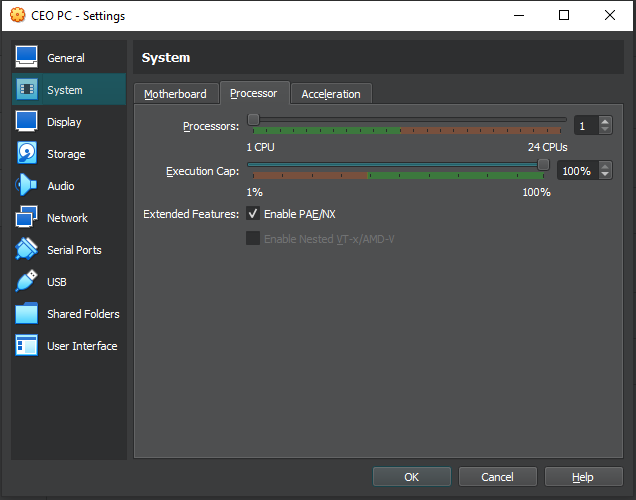 CEO PC - Settings
General
System
Display
Storage
Audio
Network
Serial Ports
USB
Shared Folders
User Interface
System
Motherboard Processor Acceleration
Processors: 1
1 CPU 24 CPUs
Execution Cap: 100%
1% 100%
Extended Features: Enable PAE/NX
Enable Nested VT-x/AMD-V
OK Cancel Help